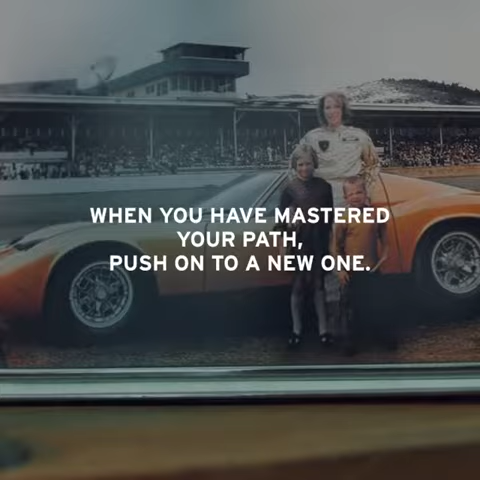 WHEN YOU HAVE MASTERED
YOUR PATH,
PUSH ON TO A NEW ONE.